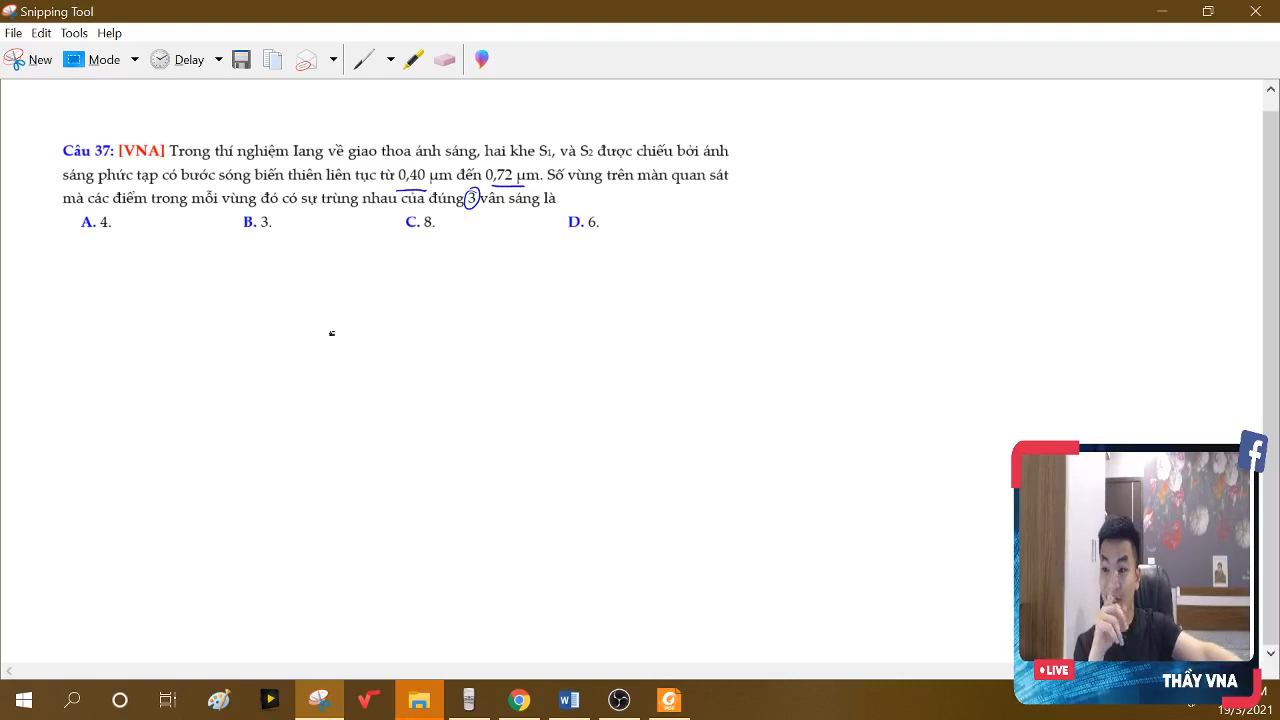 Snipping Tool
File Edit Tools Help
New Mode Delay
Câu 37: [VNA] Trong thí nghiệm Iang về giao thoa ánh sáng, hai khe S₁, và S₂ được chiếu bởi ánh
sáng phức tạp có bước sóng biến thiên liên tục từ 0,40 µm đến 0,72 µm. Số vùng trên màn quan sát
mà các điểm trong mỗi vùng đó có sự trùng nhau của đúng 3 vân sáng là
A. 4. B. 3. C. 8. D. 6.
LIVE
THẦY VNA
19/3/2021